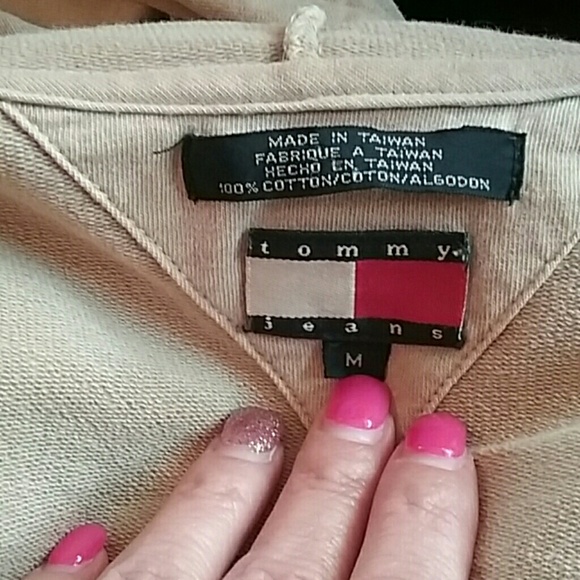 MADE IN TAIWAN
FABRIQUE A TAIWAN
HECHO EN TAIWAN
100% COTTON/COTON/ALGODON
tommy
jeans
M